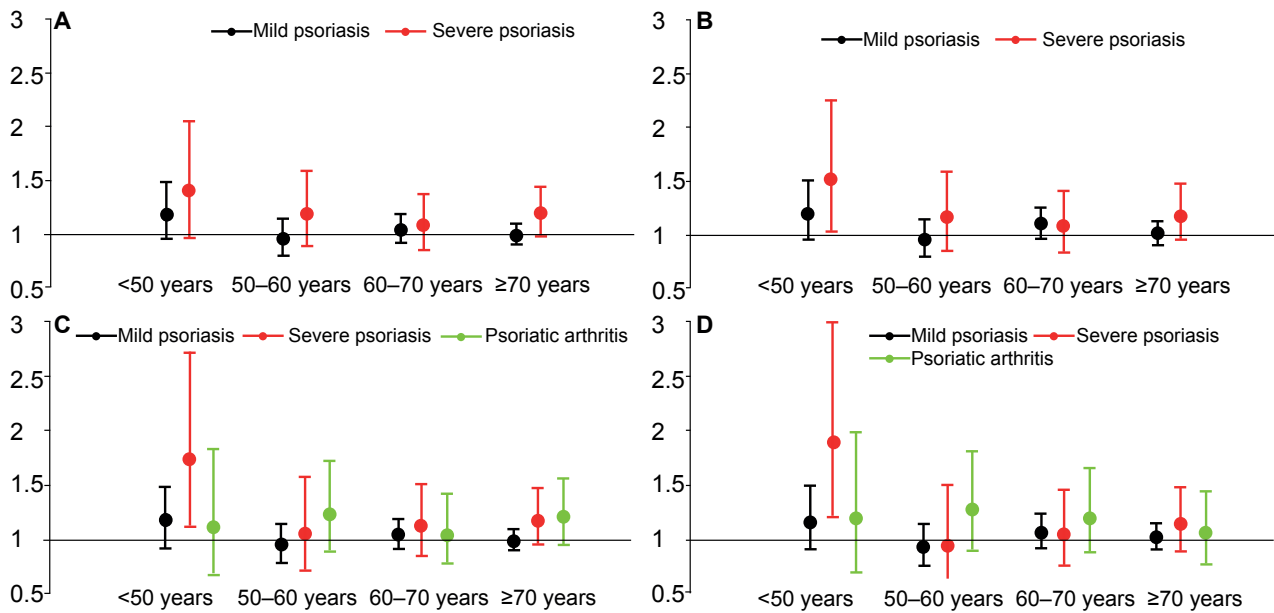 A
Mild psoriasis Severe psoriasis
3
2.5
2
1.5
1
0.5
<50 years 50–60 years 60–70 years ≥70 years
B
Mild psoriasis Severe psoriasis
3
2.5
2
1.5
1
0.5
<50 years 50–60 years 60–70 years ≥70 years
C
Mild psoriasis Severe psoriasis Psoriatic arthritis
3
2.5
2
1.5
1
0.5
<50 years 50–60 years 60–70 years ≥70 years
D
Mild psoriasis Severe psoriasis
Psoriatic arthritis
3
2.5
2
1.5
1
0.5
<50 years 50–60 years 60–70 years ≥70 years